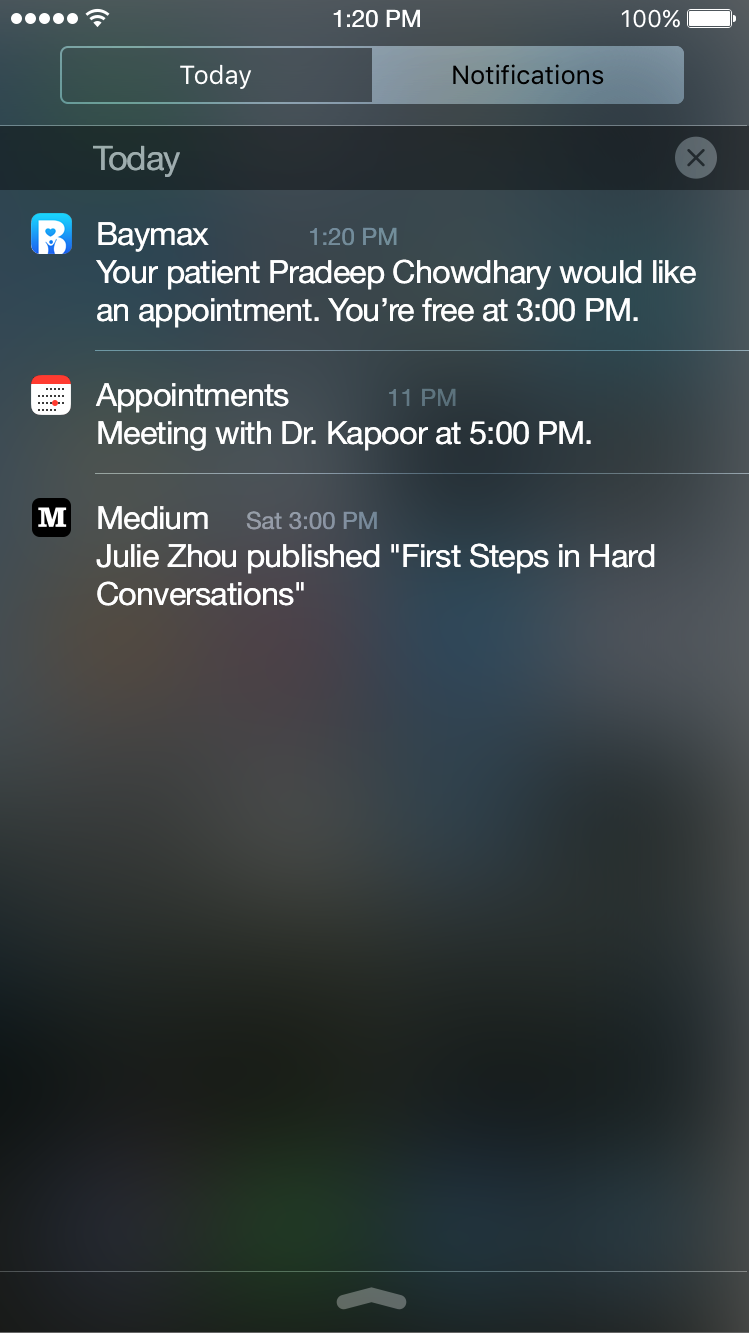 1:20 PM 100%
Today Notifications
Today
Baymax 1:20 PM
Your patient Pradeep Chowdhary would like
an appointment. You’re free at 3:00 PM.
Appointments 11 PM
Meeting with Dr. Kapoor at 5:00 PM.
M Medium Sat 3:00 PM
Julie Zhou published "First Steps in Hard
Conversations"